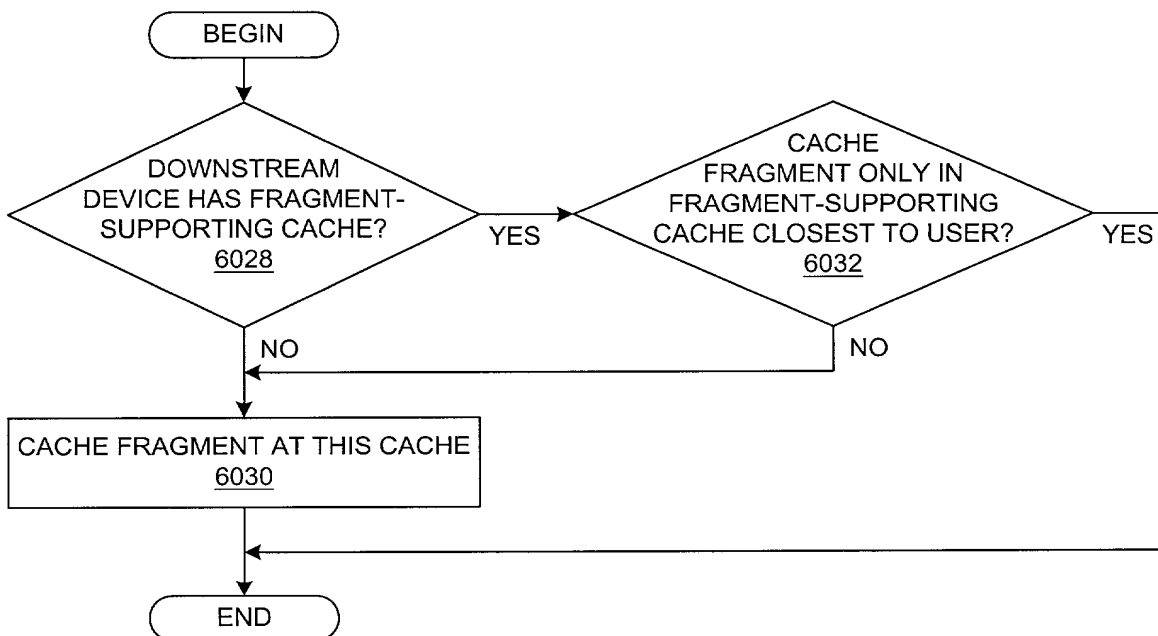 BEGIN
DOWNSTREAM
DEVICE HAS FRAGMENT-
SUPPORTING CACHE?
6028
YES
CACHE
FRAGMENT ONLY IN
FRAGMENT-SUPPORTING
CACHE CLOSEST TO USER?
6032
YES
NO
NO
CACHE FRAGMENT AT THIS CACHE
6030
END